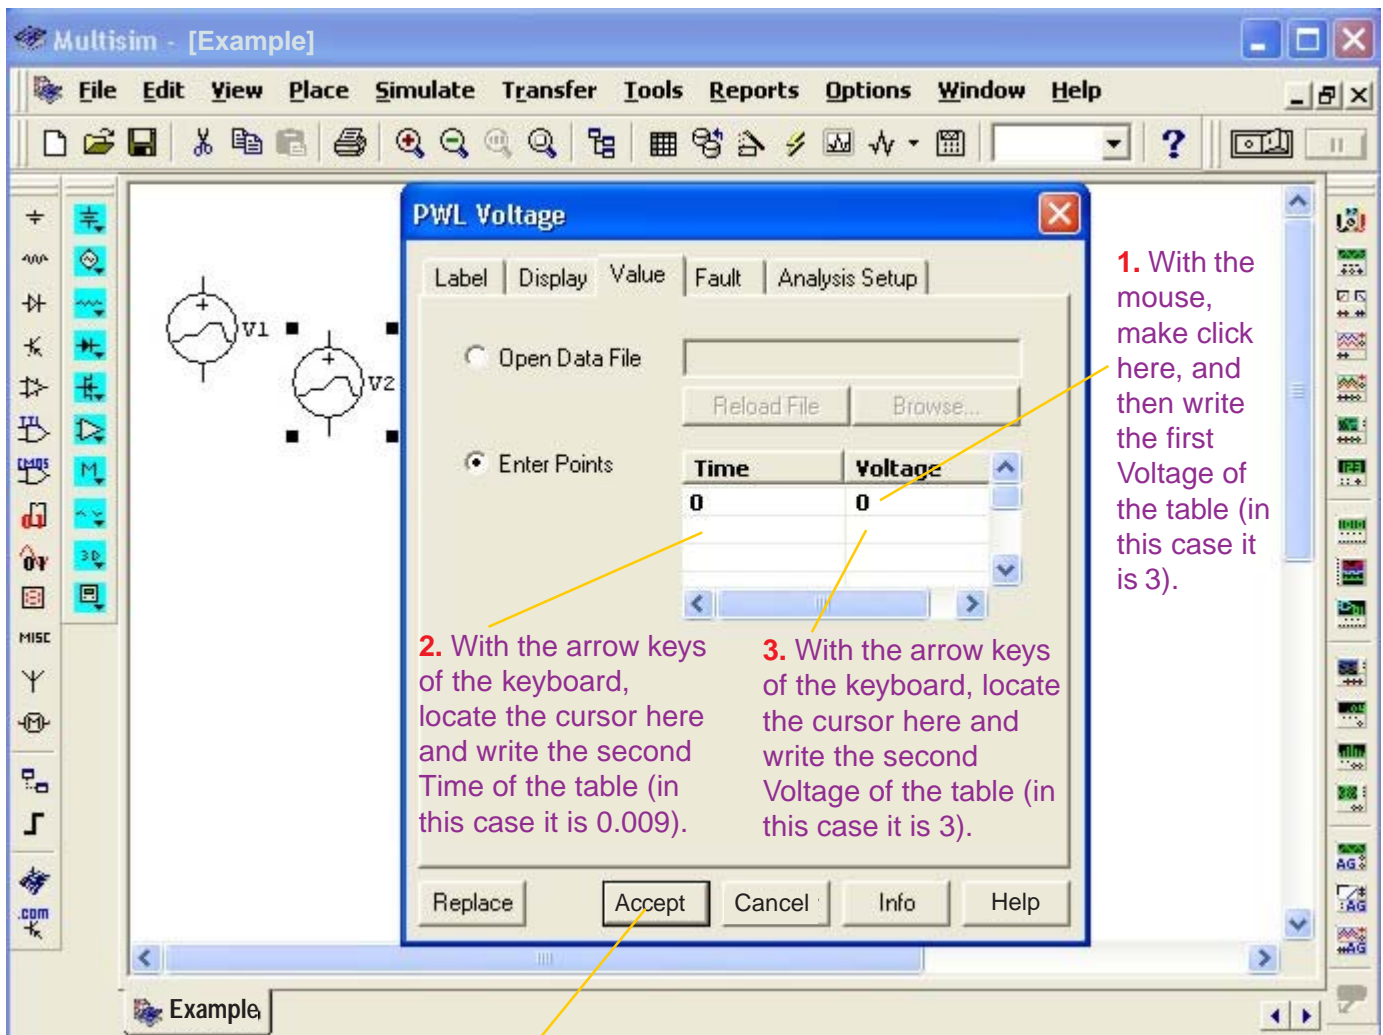 Multisim - [Example]
File Edit View Place Simulate Transfer Tools Reports Options Window Help
PWL Voltage
Label Display Value Fault Analysis Setup
Open Data File
Reload File Browse...
Enter Points
Time Voltage
0 0
V1
V2
1. With the
mouse,
make click
here, and
then write
the first
Voltage of
the table (in
this case it
is 3).
2. With the arrow keys
of the keyboard,
locate the cursor here
and write the second
Time of the table (in
this case it is 0.009).
3. With the arrow keys
of the keyboard, locate
the cursor here and
write the second
Voltage of the table (in
this case it is 3).
Replace Accept Cancel Info Help
TTL
CMOS
M
3D
MISC
M
.com
AG
AG
AG
Example